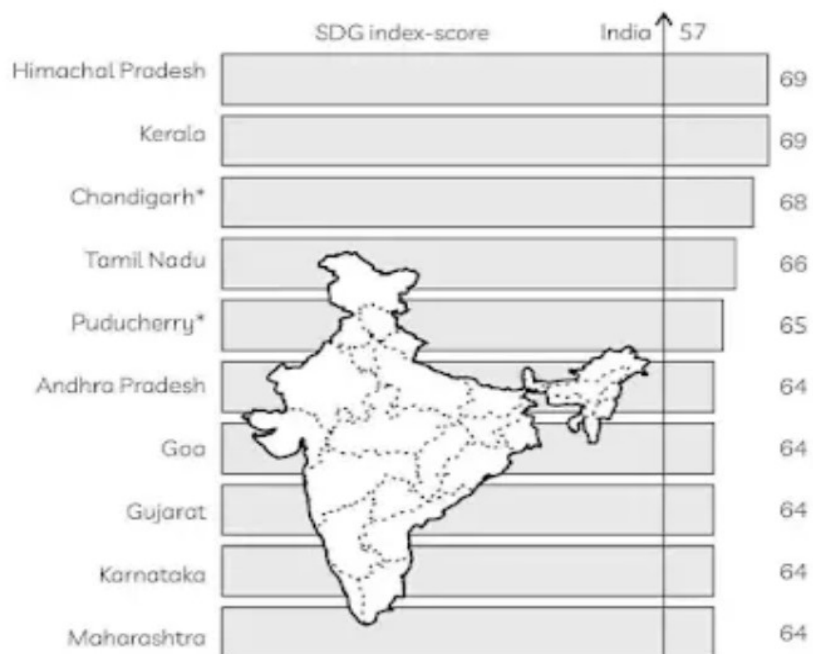 SDG index-score India 57
Himachal Pradesh 69
Kerala 69
Chandigarh* 68
Tamil Nadu 66
Puducherry* 65
Andhra Pradesh 64
Goa 64
Gujarat 64
Karnataka 64
Maharashtra 64